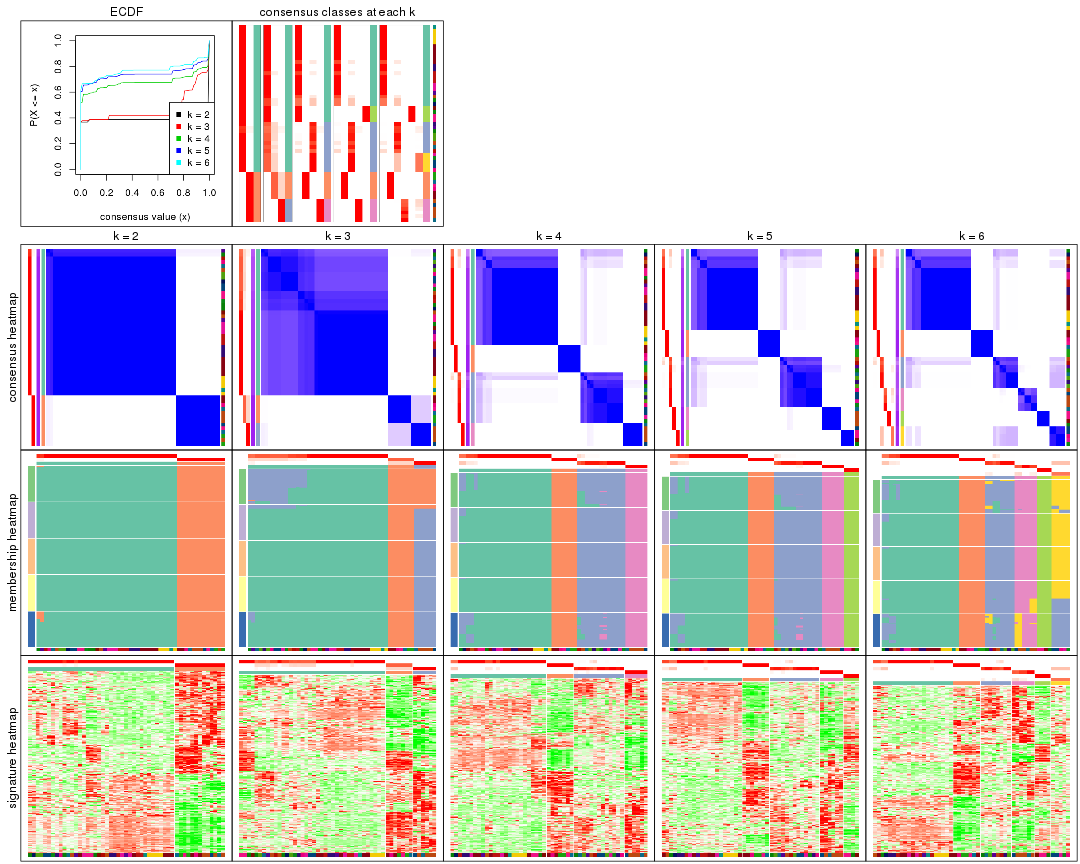 ECDF
consensus classes at each k
P(X <= x)
1.0
0.8
0.6
0.4
0.2
0.0
k = 2
k = 3
k = 4
k = 5
k = 6
0.0 0.2 0.4 0.6 0.8 1.0
consensus value (x)
k = 2
k = 3
k = 4
k = 5
k = 6
consensus heatmap
membership heatmap
signature heatmap